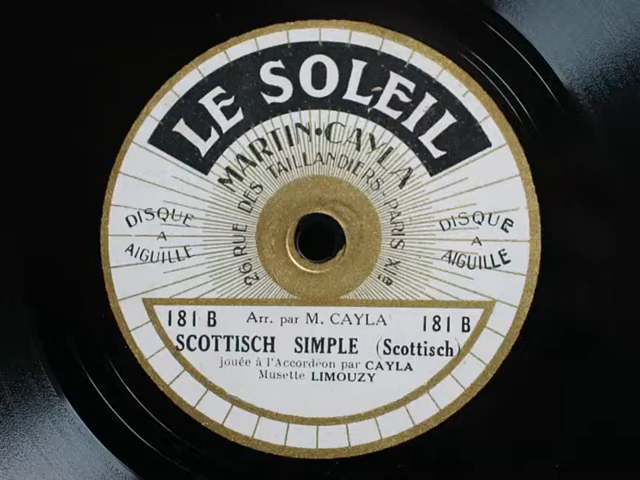 LE SOLEIL
MARTIN·CAYLA
26 RUE DES TAILLANDIERS PARIS XIe
DISQUE
A
AIGUILLE
DISQUE
A
AIGUILLE
181 B Arr. par M. CAYLA 181 B
SCOTTISCH SIMPLE (Scottisch)
jouée à l'Accordéon par CAYLA
Musette LIMOUZY